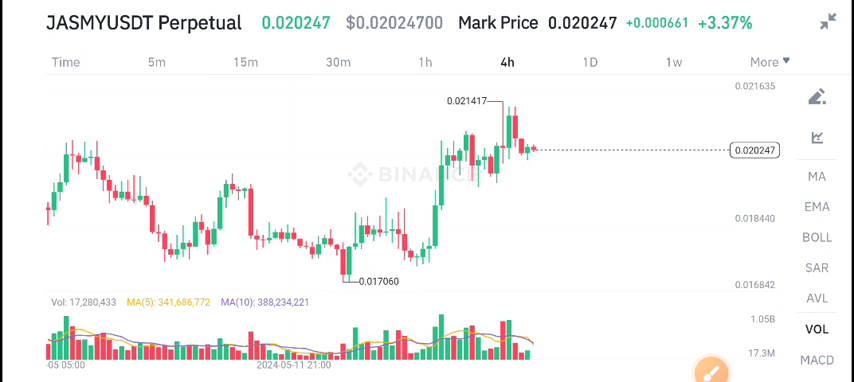 JASMYUSDT Perpetual 0.020247 $0.02024700 Mark Price 0.020247 +0.000661 +3.37%
Time 5m 15m 30m 1h 4h 1D 1w More
0.021635
0.021417
0.020247
BINANCE
MA
EMA
0.018440
BOLL
SAR
0.017060
0.016842
AVL
Vol: 17,280,433 MA(5): 341,686,772 MA(10): 388,234,221
1.05B
VOL
17.3M
MACD
-05 05:00 2024-05-11 21:00